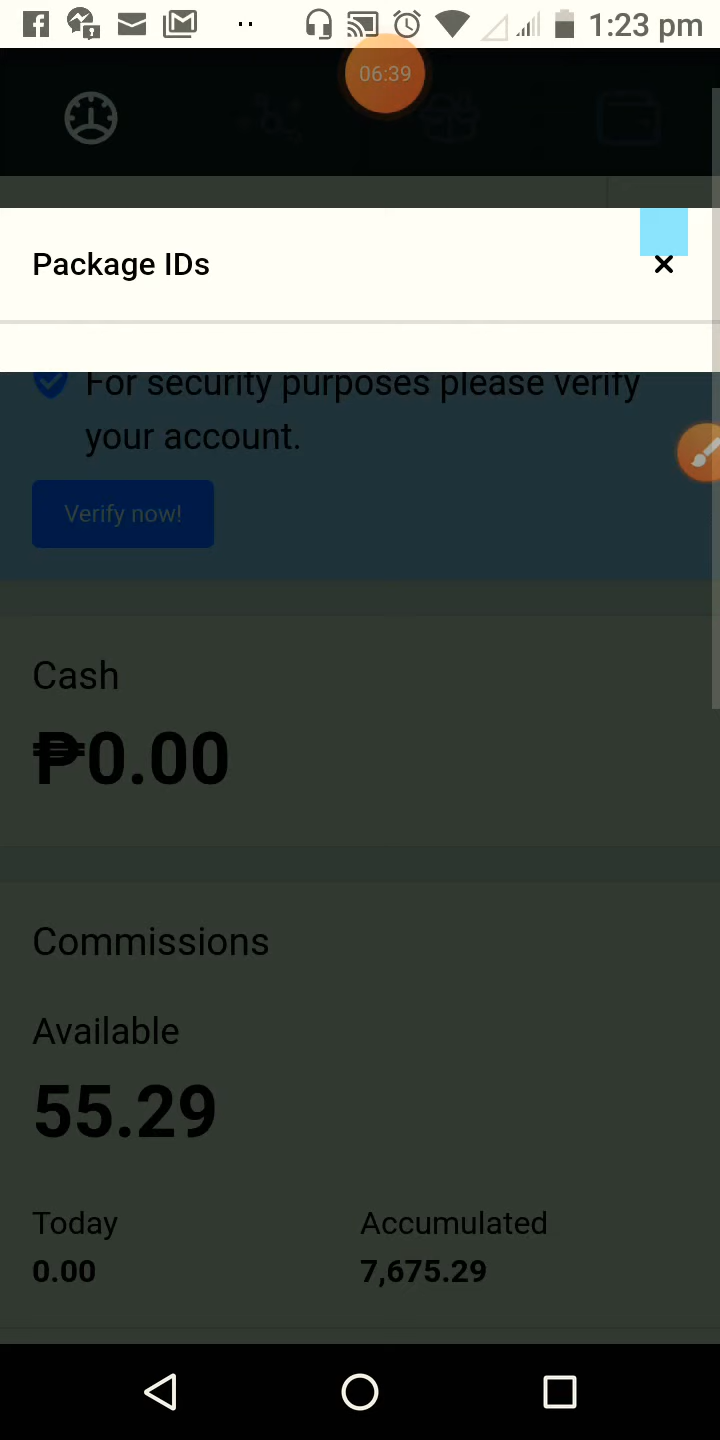 1:23 pm
06:39
Package IDs
For security purposes please verify
your account.
Verify now!
Cash
₱0.00
Commissions
Available
55.29
Today
Accumulated
0.00
7,675.29